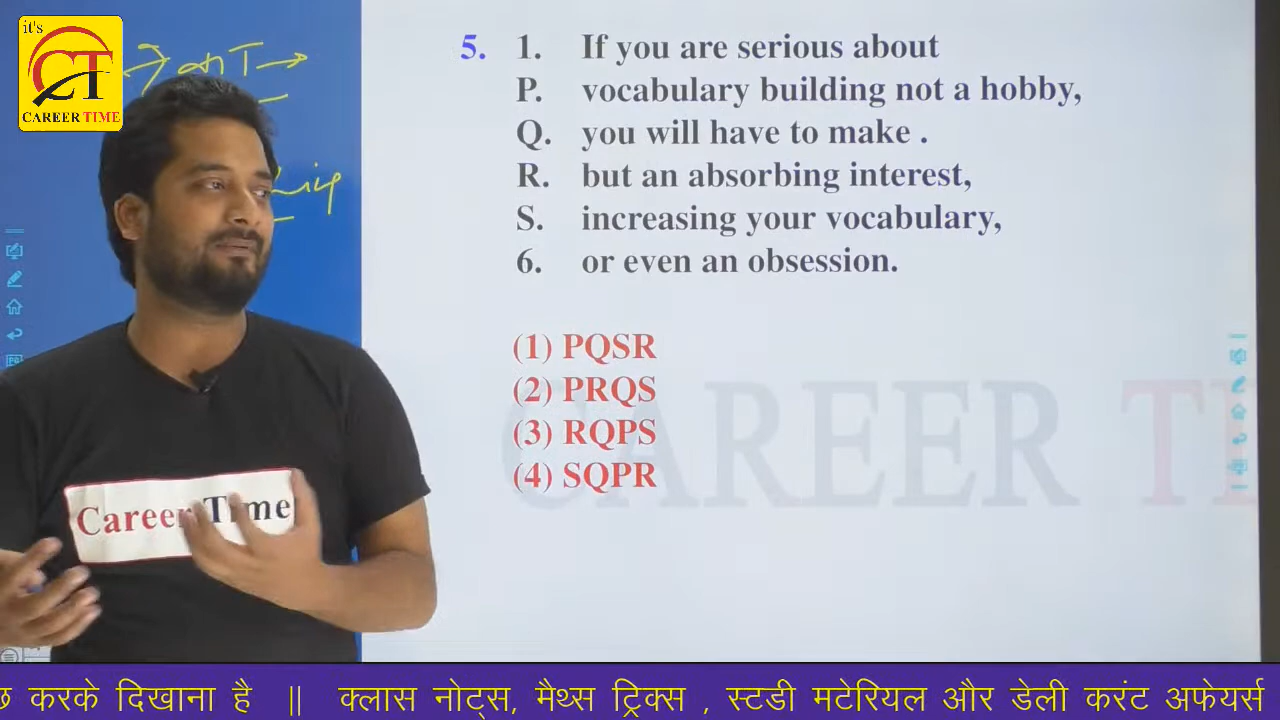 it's
CT
CAREER TIME
5. 1. If you are serious about
P. vocabulary building not a hobby,
Q. you will have to make .
R. but an absorbing interest,
S. increasing your vocabulary,
6. or even an obsession.
(1) PQSR
(2) PRQS
(3) RQPS
(4) SQPR
CAREER
Career Time
करके दिखाना है || क्लास नोट्स, मैथ्स ट्रिक्स , स्टडी मटेरियल और डेली करंट अफेयर्स